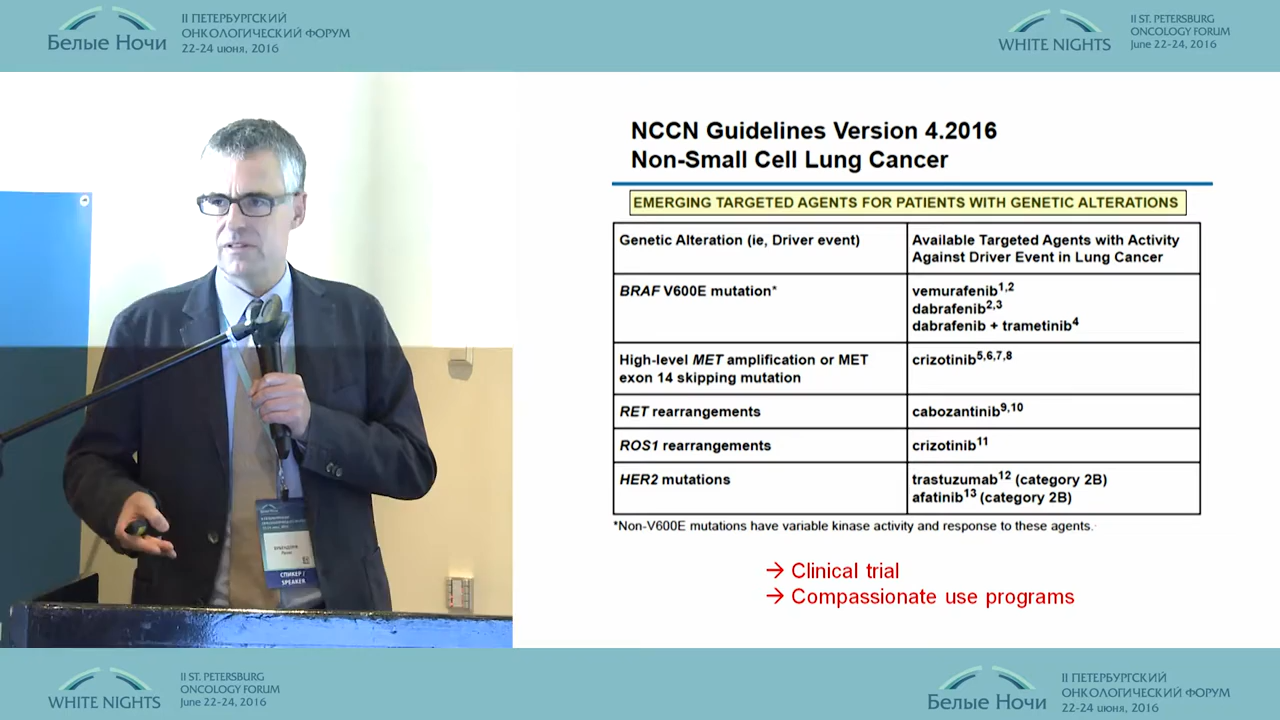 Белые Ночи
II ПЕТЕРБУРГСКИЙ
ОНКОЛОГИЧЕСКИЙ ФОРУМ
22-24 июня, 2016
WHITE NIGHTS
II ST. PETERSBURG
ONCOLOGY FORUM
June 22-24, 2016
NCCN Guidelines Version 4.2016
Non-Small Cell Lung Cancer
EMERGING TARGETED AGENTS FOR PATIENTS WITH GENETIC ALTERATIONS
Genetic Alteration (ie, Driver event)
Available Targeted Agents with Activity
Against Driver Event in Lung Cancer
BRAF V600E mutation*
vemurafenib1,2
dabrafenib2,3
dabrafenib + trametinib4
High-level MET amplification or MET
exon 14 skipping mutation
crizotinib5,6,7,8
RET rearrangements
cabozantinib9,10
ROS1 rearrangements
crizotinib11
HER2 mutations
trastuzumab12 (category 2B)
afatinib13 (category 2B)
*Non-V600E mutations have variable kinase activity and response to these agents.
→ Clinical trial
→ Compassionate use programs
СПИКЕР /
SPEAKER
WHITE NIGHTS
II ST. PETERSBURG
ONCOLOGY FORUM
June 22-24, 2016
Белые Ночи
II ПЕТЕРБУРГСКИЙ
ОНКОЛОГИЧЕСКИЙ ФОРУМ
22-24 июня, 2016